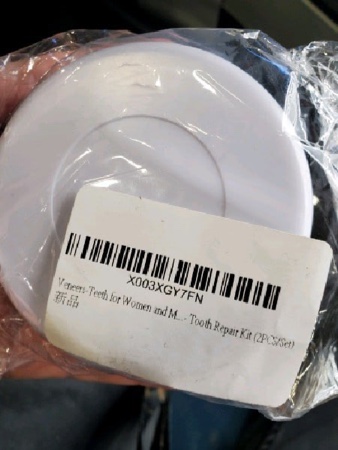 X003XGY7FN
Veneers-Teeth for Women and M...- Tooth Repair Kit (2PCS/Set)
新品